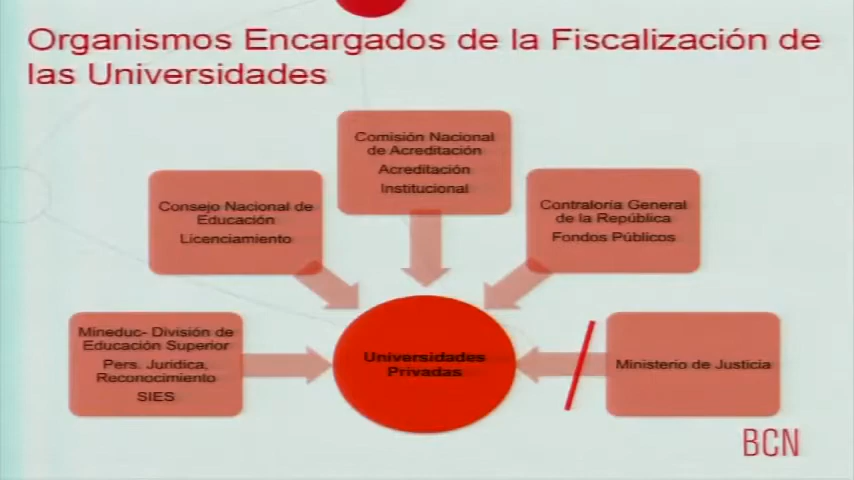 Organismos Encargados de la Fiscalización de
las Universidades
Comisión Nacional
de Acreditación
Acreditación
Institucional
Consejo Nacional de
Educación
Licenciamiento
Contraloría General
de la República
Fondos Públicos
Mineduc- División de
Educación Superior
Pers. Jurídica,
Reconocimiento
SIES
Universidades
Privadas
Ministerio de Justicia
BCN